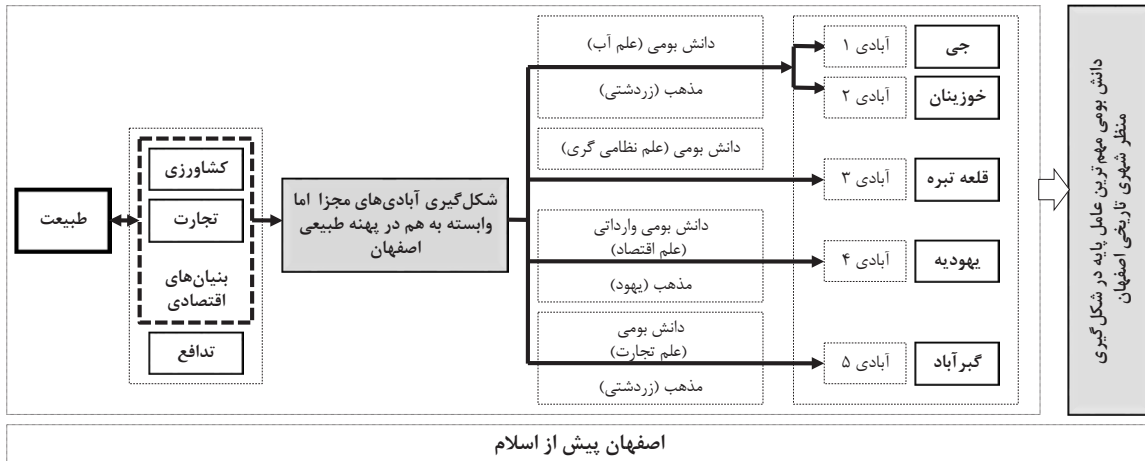 طبیعت
کشاورزی
تجارت
بنیان‌های
اقتصادی
تدافع
شکل‌گیری آبادی‌های مجزا اما
وابسته به هم در پهنه طبیعی
اصفهان
دانش بومی (علم آب)
مذهب (زردشتی)
دانش بومی (علم نظامی گری)
دانش بومی وارداتی
(علم اقتصاد)
مذهب (یهود)
دانش بومی
(علم تجارت)
مذهب (زردشتی)
آبادی ۱
جی
آبادی ۲
خوزینان
آبادی ۳
قلعه تبره
آبادی ۴
یهودیه
آبادی ۵
گبرآباد
دانش بومی مهم ترین عامل پایه در شکل‌گیری
منظر شهری تاریخی اصفهان
اصفهان پیش از اسلام